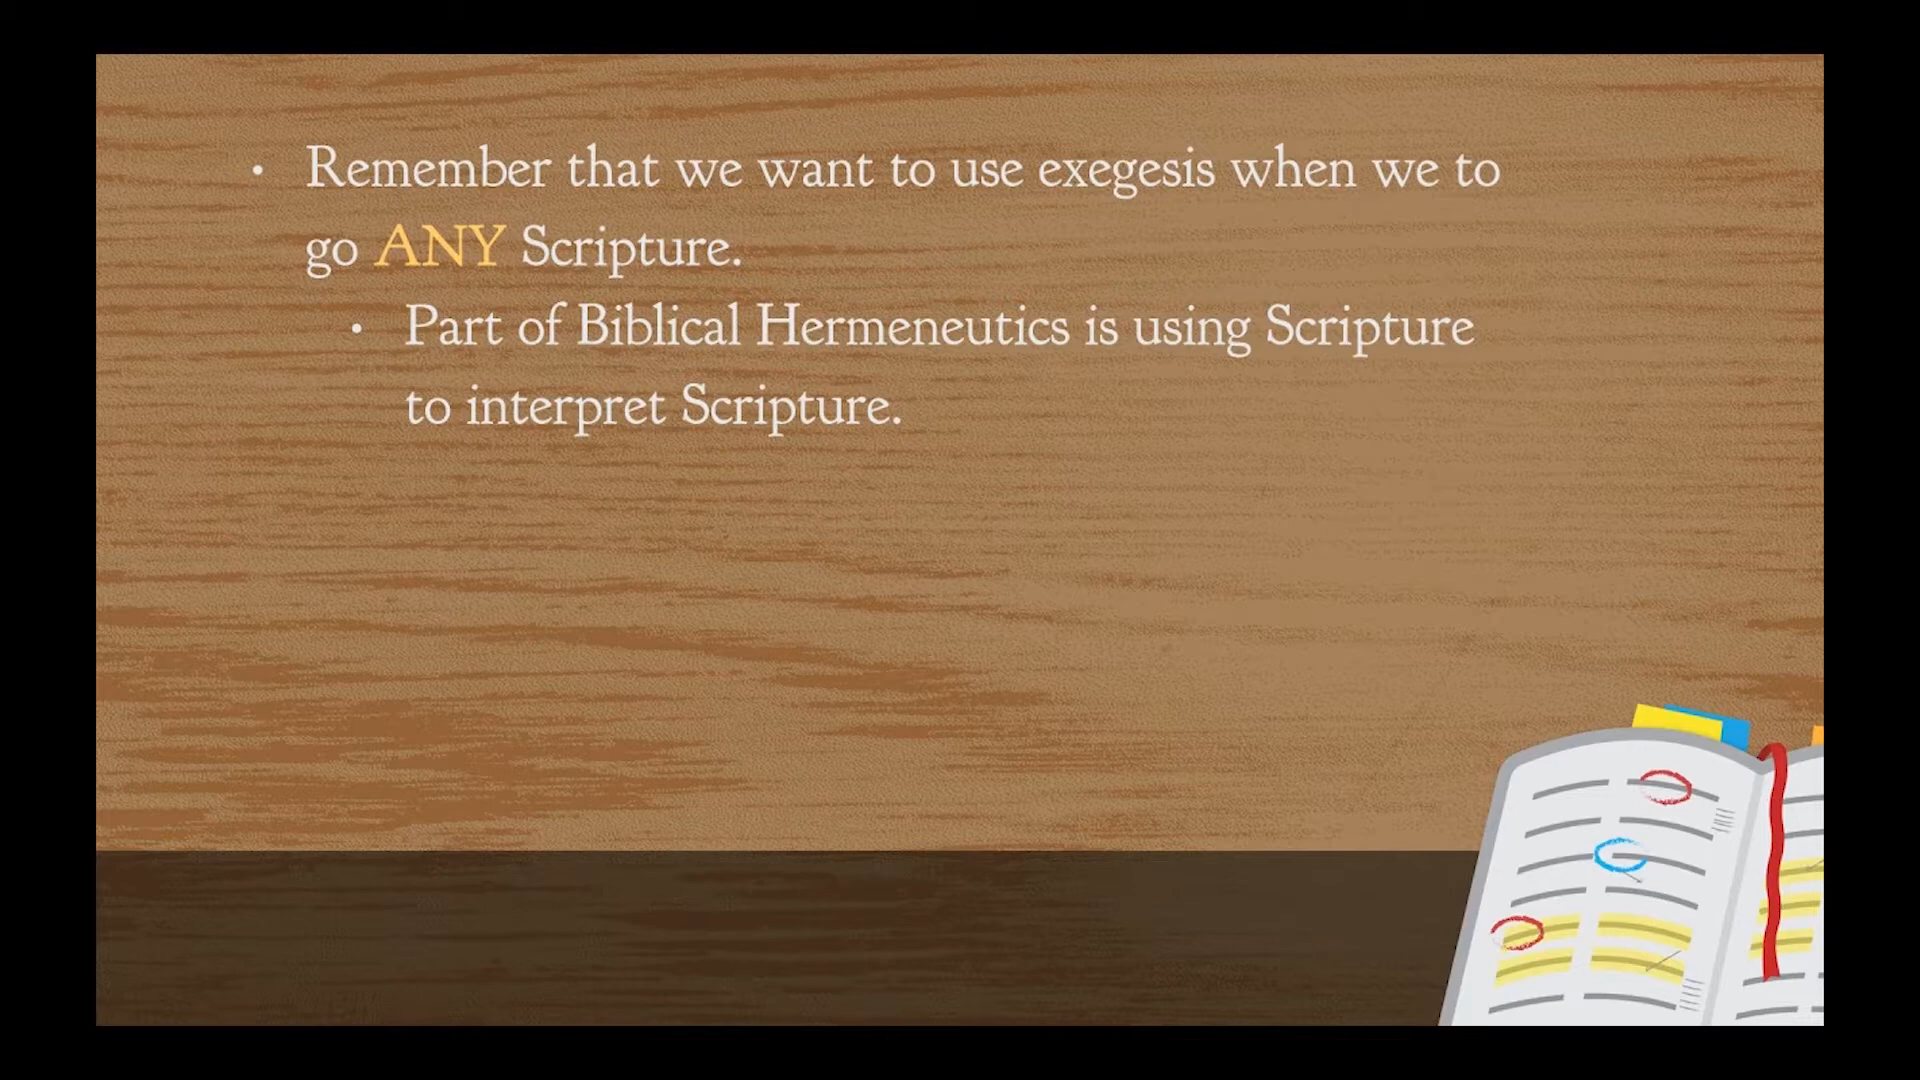 • Remember that we want to use exegesis when we to
go ANY Scripture.
• Part of Biblical Hermeneutics is using Scripture
to interpret Scripture.